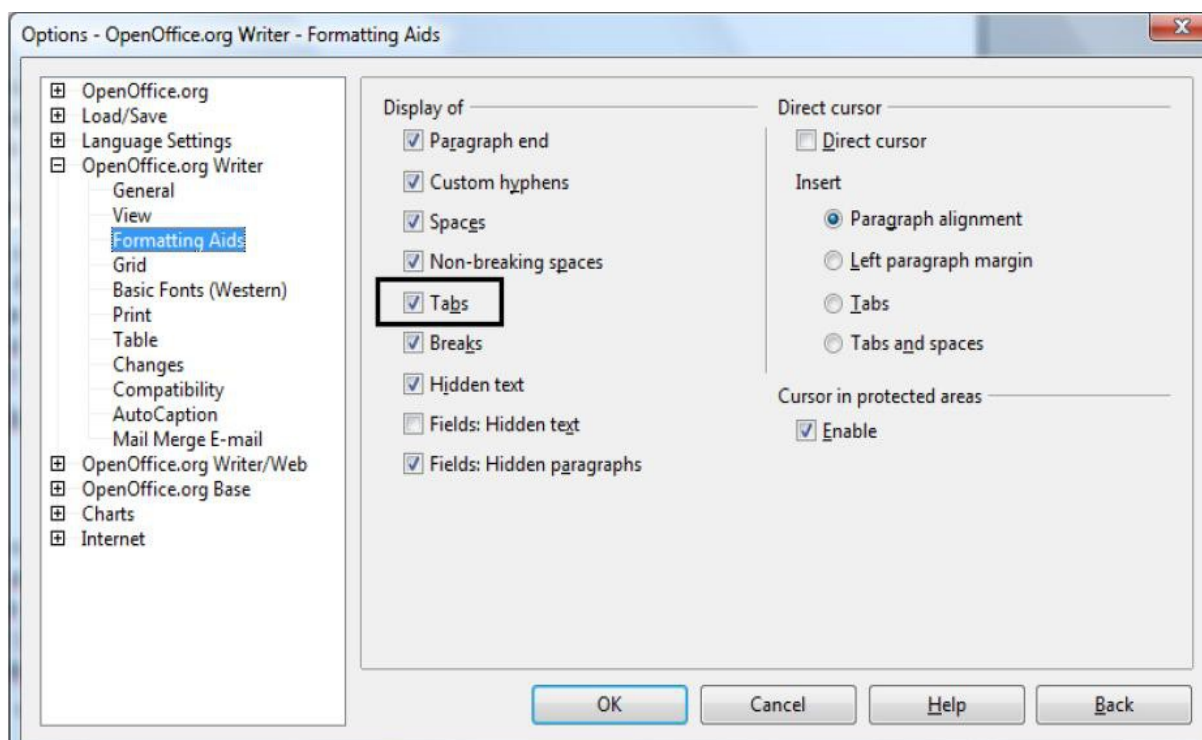 Options - OpenOffice.org Writer - Formatting Aids
OpenOffice.org
Load/Save
Language Settings
OpenOffice.org Writer
General
View
Formatting Aids
Grid
Basic Fonts (Western)
Print
Table
Changes
Compatibility
AutoCaption
Mail Merge E-mail
OpenOffice.org Writer/Web
OpenOffice.org Base
Charts
Internet
Display of
Paragraph end
Custom hyphens
Spaces
Non-breaking spaces
Tabs
Breaks
Hidden text
Fields: Hidden text
Fields: Hidden paragraphs
Direct cursor
Direct cursor
Insert
Paragraph alignment
Left paragraph margin
Tabs
Tabs and spaces
Cursor in protected areas
Enable
OK Cancel Help Back